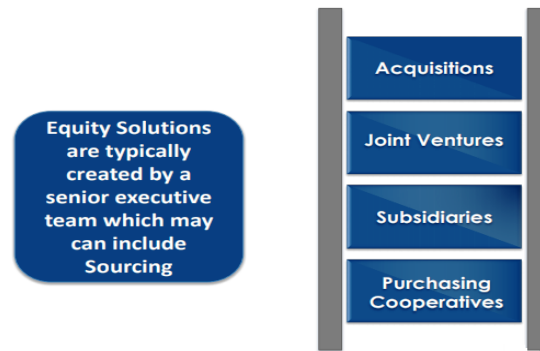 Equity Solutions
are typically
created by a
senior executive
team which may
can include
Sourcing
Acquisitions
Joint Ventures
Subsidiaries
Purchasing
Cooperatives